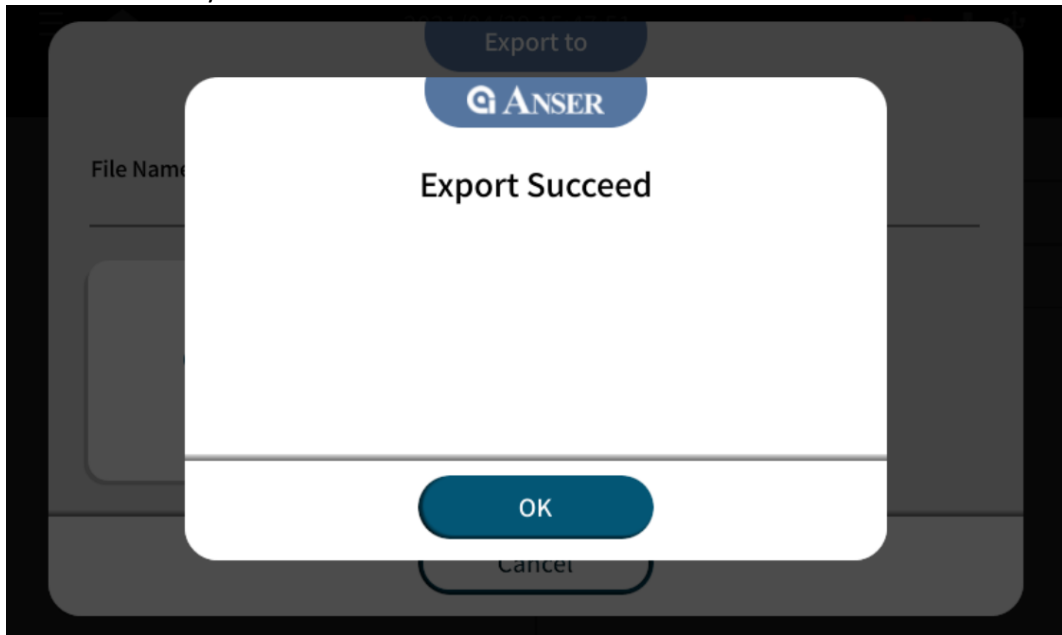 Export to
ANSER
File Name
Export Succeed
OK
Cancel